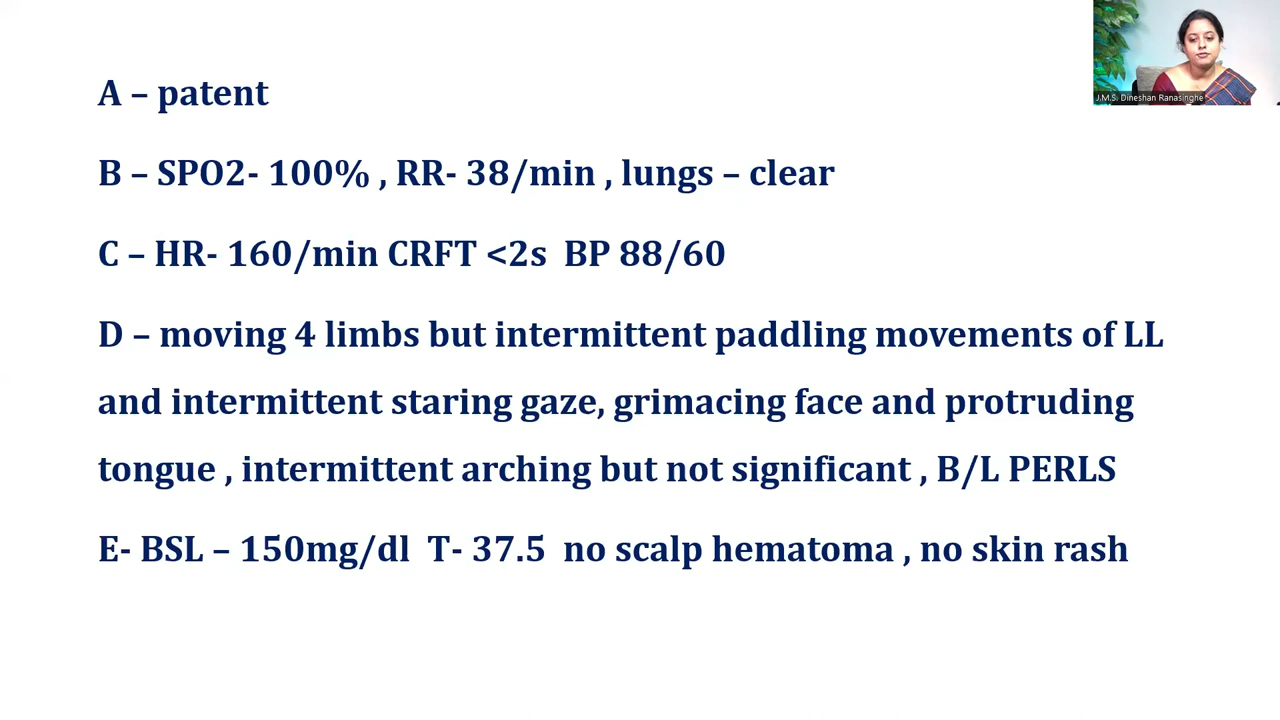 J.M.S. Dineshan Ranasinghe
A – patent
B – SPO2- 100% , RR- 38/min , lungs – clear
C – HR- 160/min CRFT <2s  BP 88/60
D – moving 4 limbs but intermittent paddling movements of LL
and intermittent staring gaze, grimacing face and protruding
tongue , intermittent arching but not significant , B/L PERLS
E- BSL – 150mg/dl  T- 37.5  no scalp hematoma , no skin rash